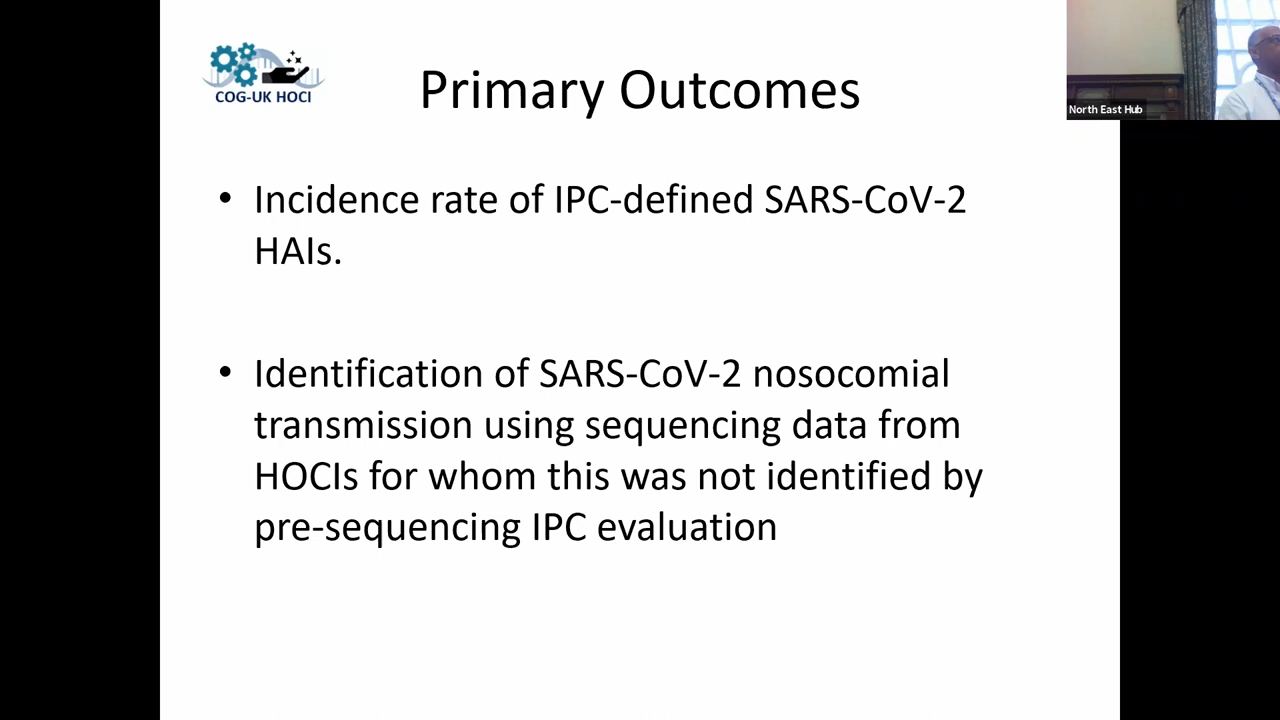 COG-UK HOCI
Primary Outcomes
North East Hub
• Incidence rate of IPC-defined SARS-CoV-2
HAIs.
• Identification of SARS-CoV-2 nosocomial
transmission using sequencing data from
HOCIs for whom this was not identified by
pre-sequencing IPC evaluation